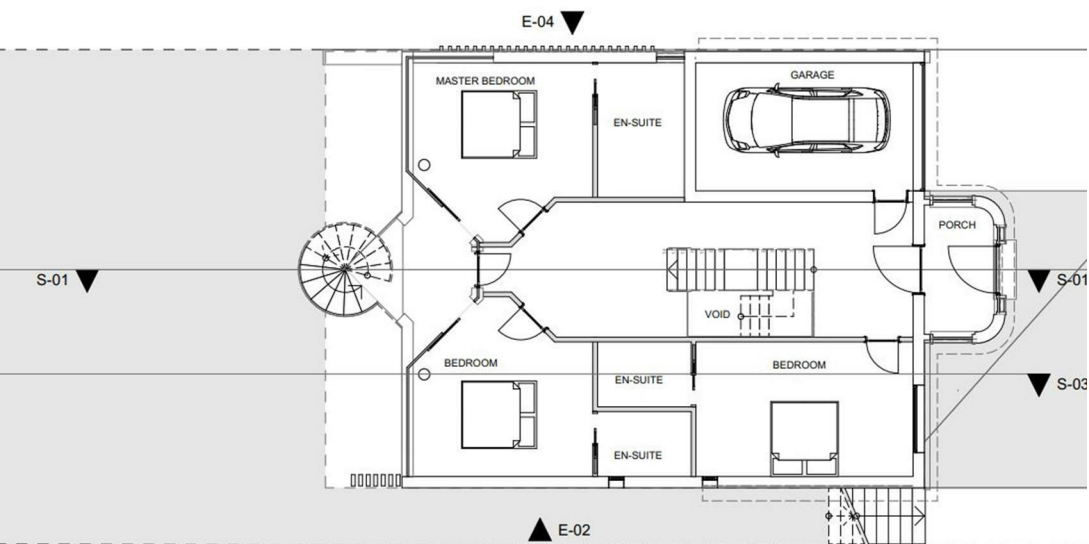 E-04
MASTER BEDROOM
GARAGE
EN-SUITE
PORCH
S-01
S-01
VOID
BEDROOM
BEDROOM
EN-SUITE
S-03
EN-SUITE
E-02